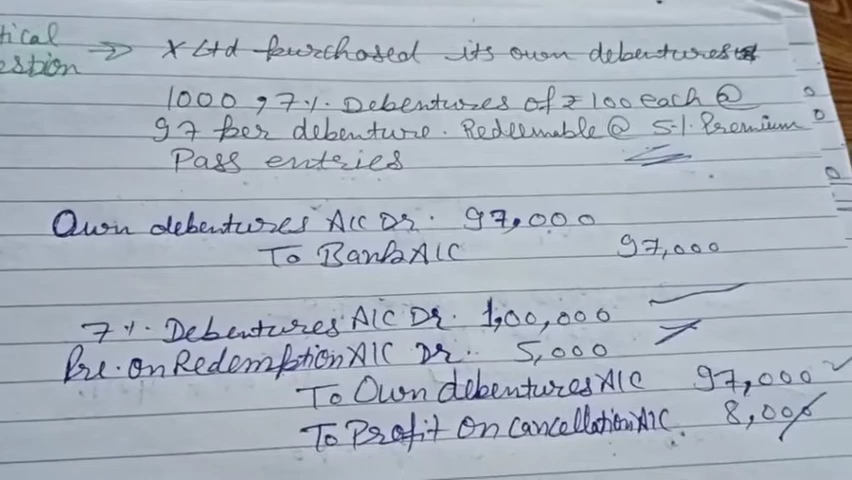 tical → X Ltd purchased its own debentures
estion
1000, 7% Debentures of ₹100 each @
97 per debenture. Redeemable @ 5% Premium
Pass entries
Own debentures A/C Dr. 97,000
To Bank A/C 97,000
7%. Debentures A/C Dr. 1,00,000
Pre. on Redemption A/C Dr. 5,000
To Own debentures A/C 97,000
To Profit on Cancellation A/C 8,000